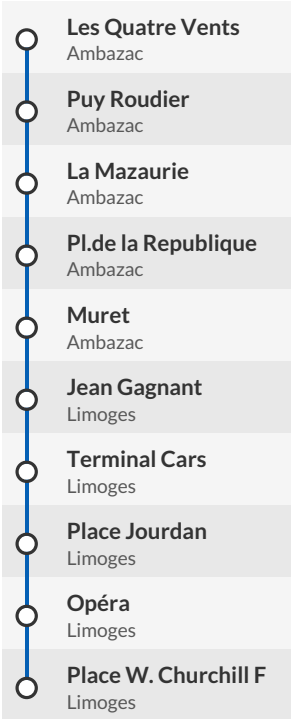 Les Quatre Vents
Ambazac
Puy Roudier
Ambazac
La Mazaurie
Ambazac
Pl.de la Republique
Ambazac
Muret
Ambazac
Jean Gagnant
Limoges
Terminal Cars
Limoges
Place Jourdan
Limoges
Opéra
Limoges
Place W. Churchill F
Limoges